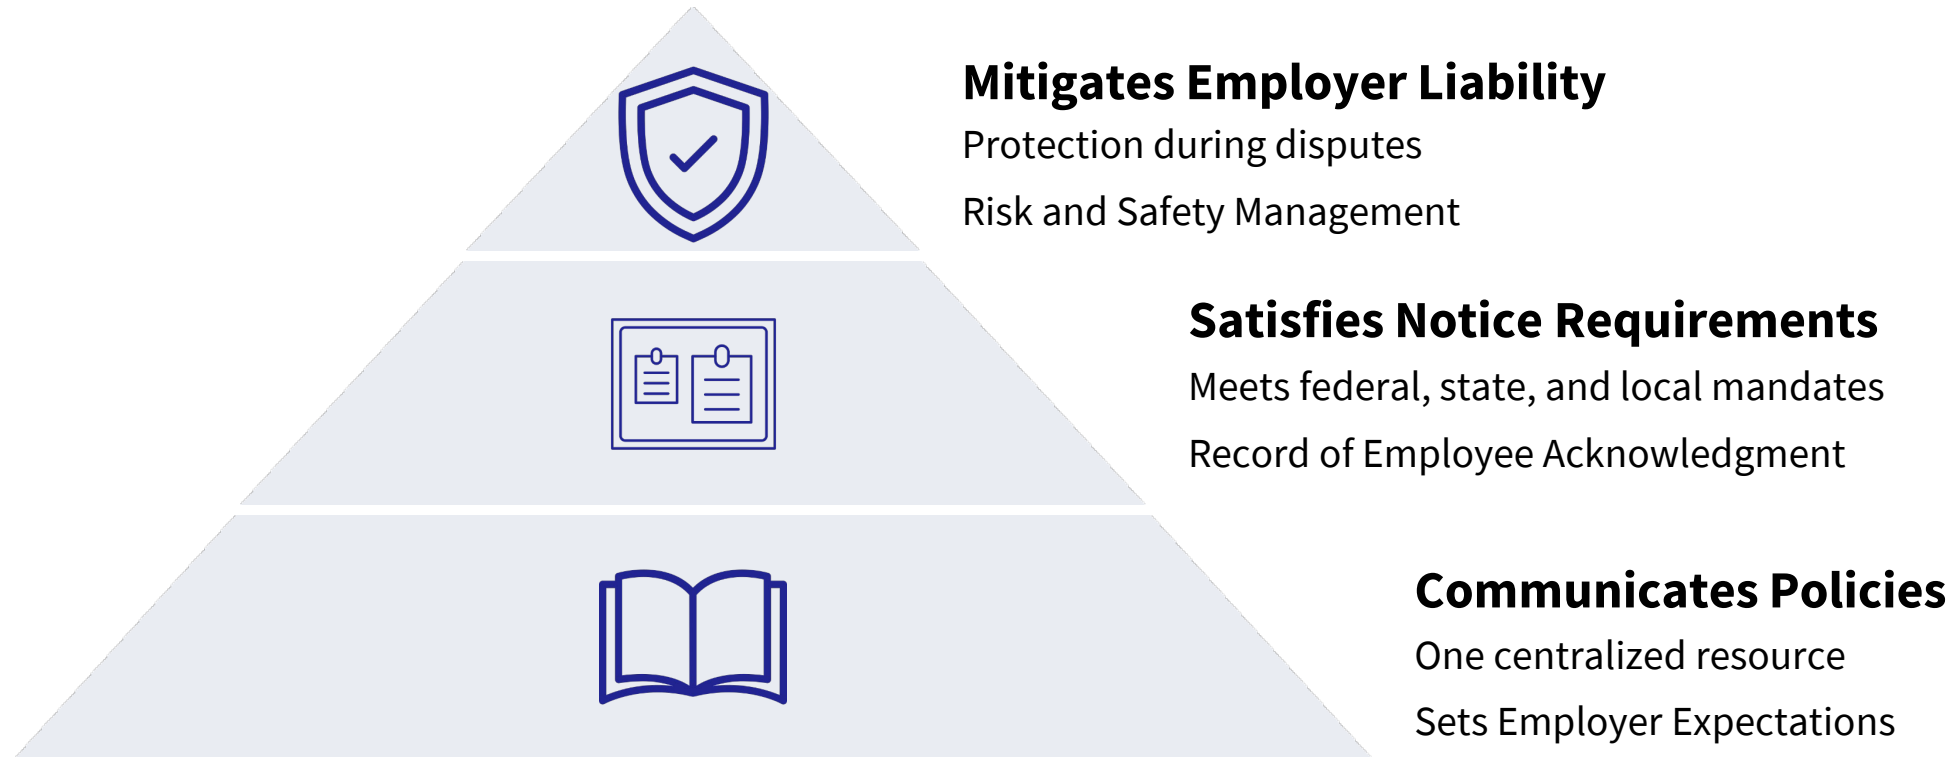 Mitigates Employer Liability
Protection during disputes
Risk and Safety Management
Satisfies Notice Requirements
Meets federal, state, and local mandates
Record of Employee Acknowledgment
Communicates Policies
One centralized resource
Sets Employer Expectations